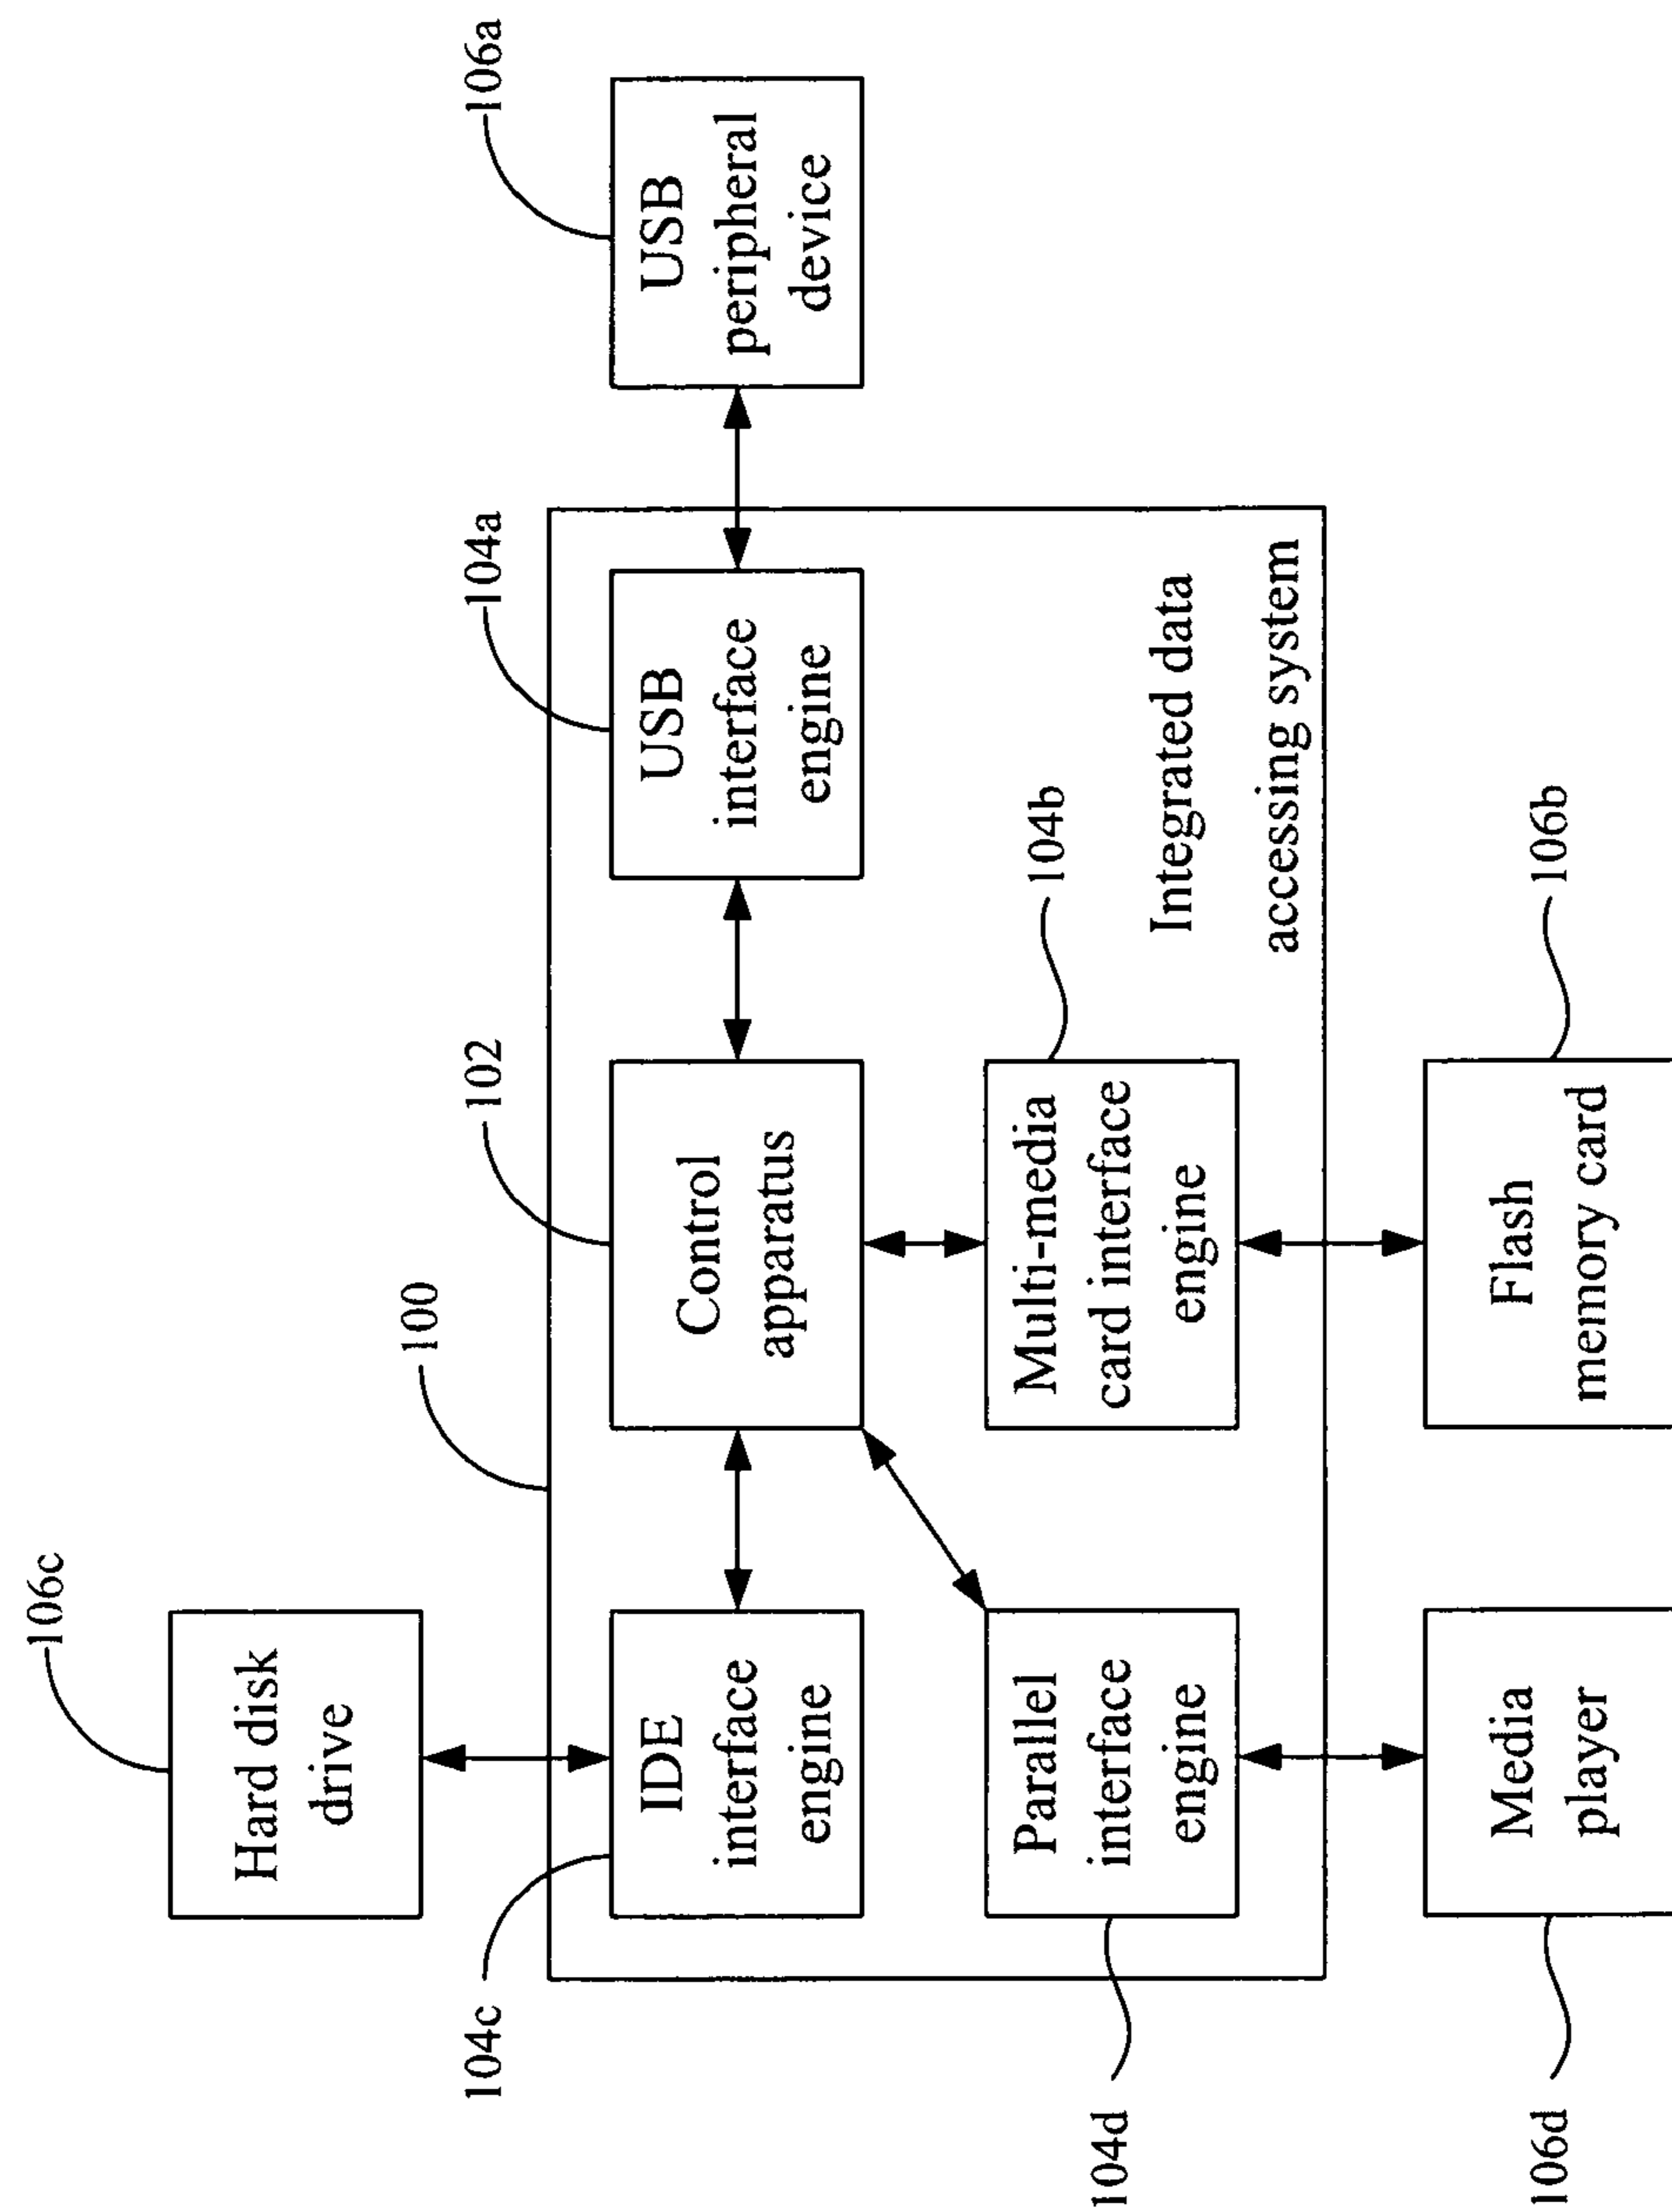 106c
Hard disk
drive
100
102
104a
106a
104c
IDE
interface
engine
Control
apparatus
USB
interface
engine
USB
peripheral
device
104d
Parallel
interface
engine
Multi-media
card interface
engine
104b
Integrated data
accessing system
106d
Media
player
Flash
memory card
106b